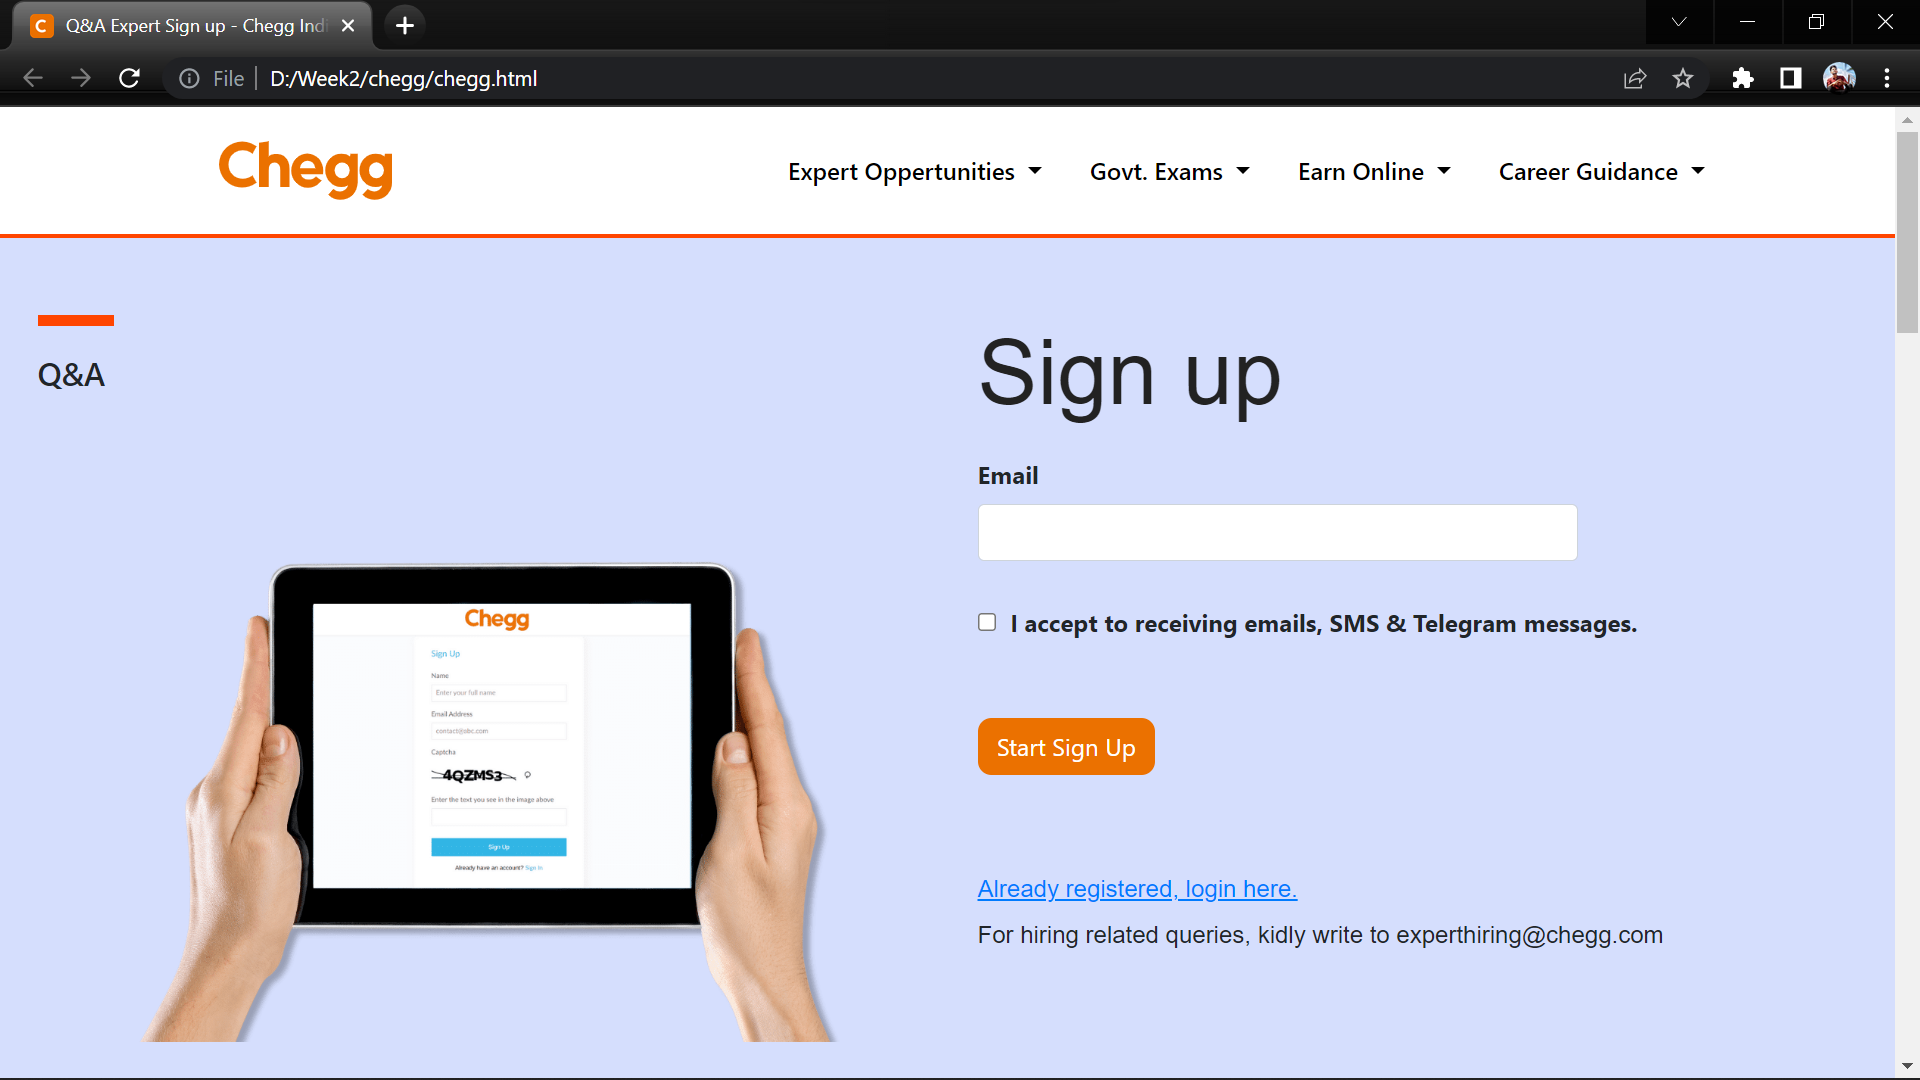 Q&A Expert Sign up - Chegg Indi
File D:/Week2/chegg/chegg.html
Chegg
Expert Oppertunities
Govt. Exams
Earn Online
Career Guidance
Q&A
Sign up
Email
I accept to receiving emails, SMS & Telegram messages.
Start Sign Up
Already registered, login here.
For hiring related queries, kidly write to experthiring@chegg.com
Chegg
Sign Up
Name
Enter your full name
Email Address
contact@abc.com
Captcha
4QZMS3
Enter the text you see in the image above
Sign Up
Already have an account? Sign in